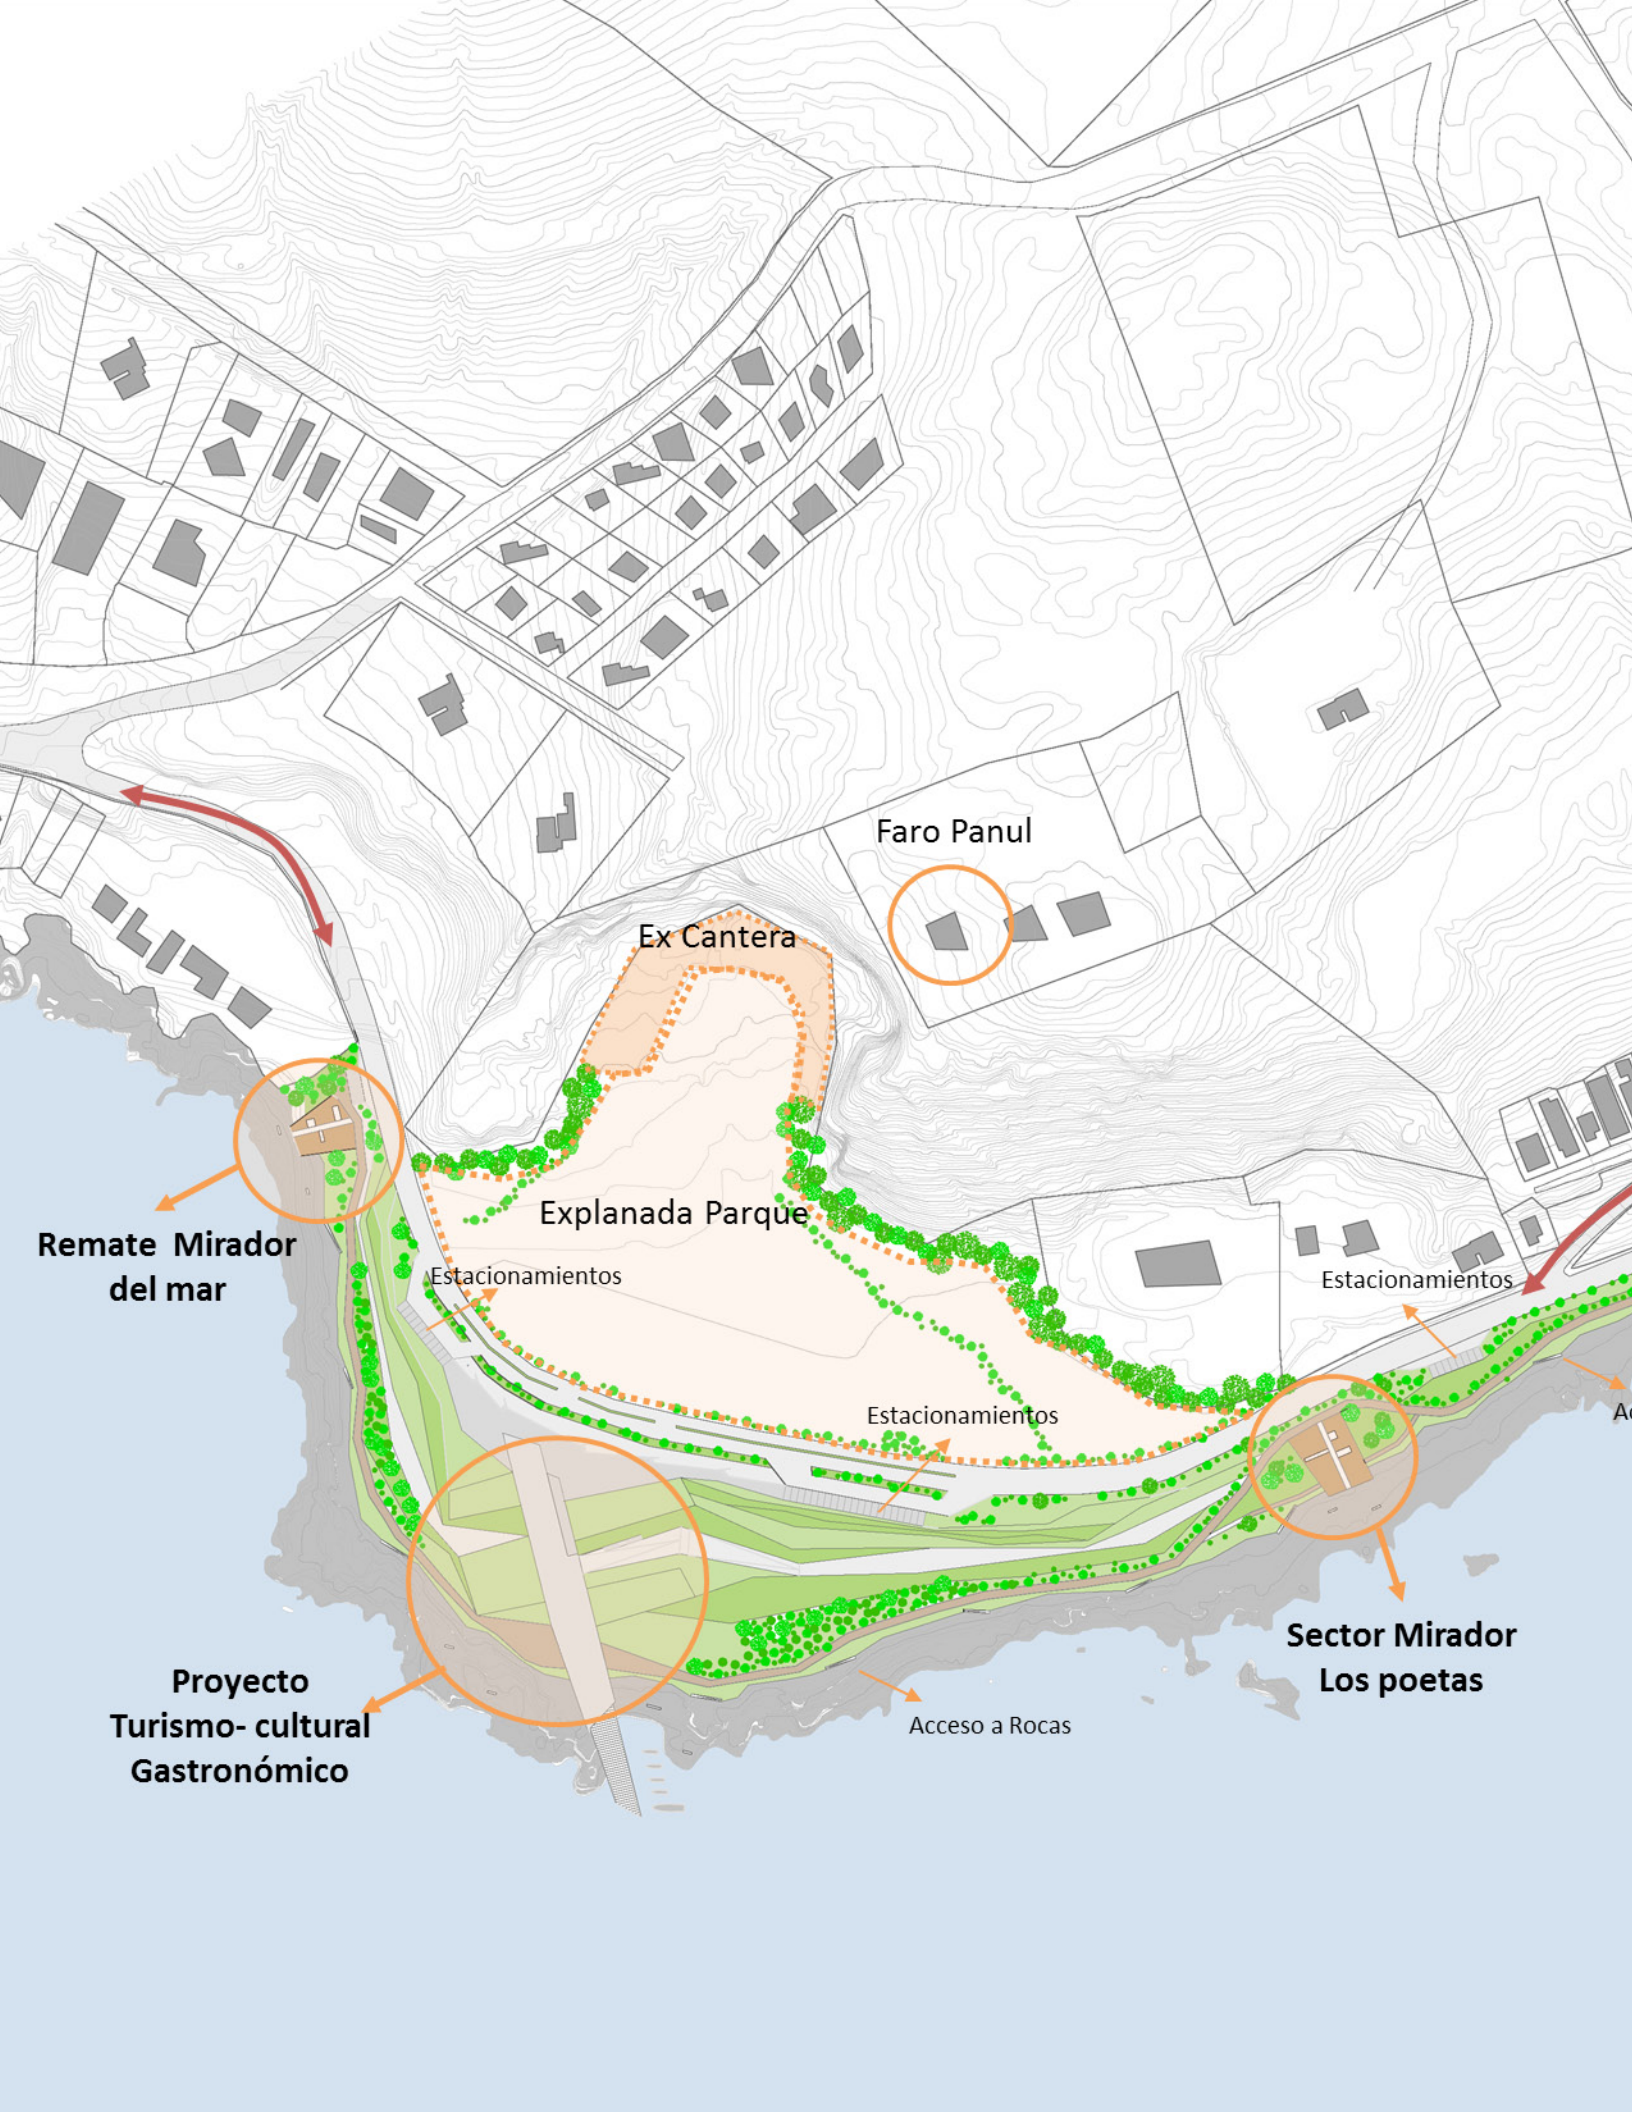 Faro Panul
Ex Cantera
Explanada Parque
Remate  Mirador
del mar
Estacionamientos
Estacionamientos
Estacionamientos
Sector Mirador
Los poetas
Proyecto
Turismo- cultural
Gastronómico
Acceso a Rocas